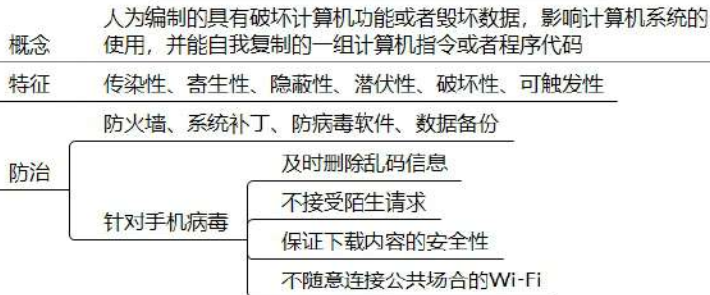 人为编制的具有破坏计算机功能或者毁坏数据，影响计算机系统的
概念
使用，并能自我复制的一组计算机指令或者程序代码
特征
传染性、寄生性、隐蔽性、潜伏性、破坏性、可触发性
防火墙、系统补丁、防病毒软件、数据备份
防治
及时删除乱码信息
不接受陌生请求
针对手机病毒
保证下载内容的安全性
不随意连接公共场合的Wi-Fi